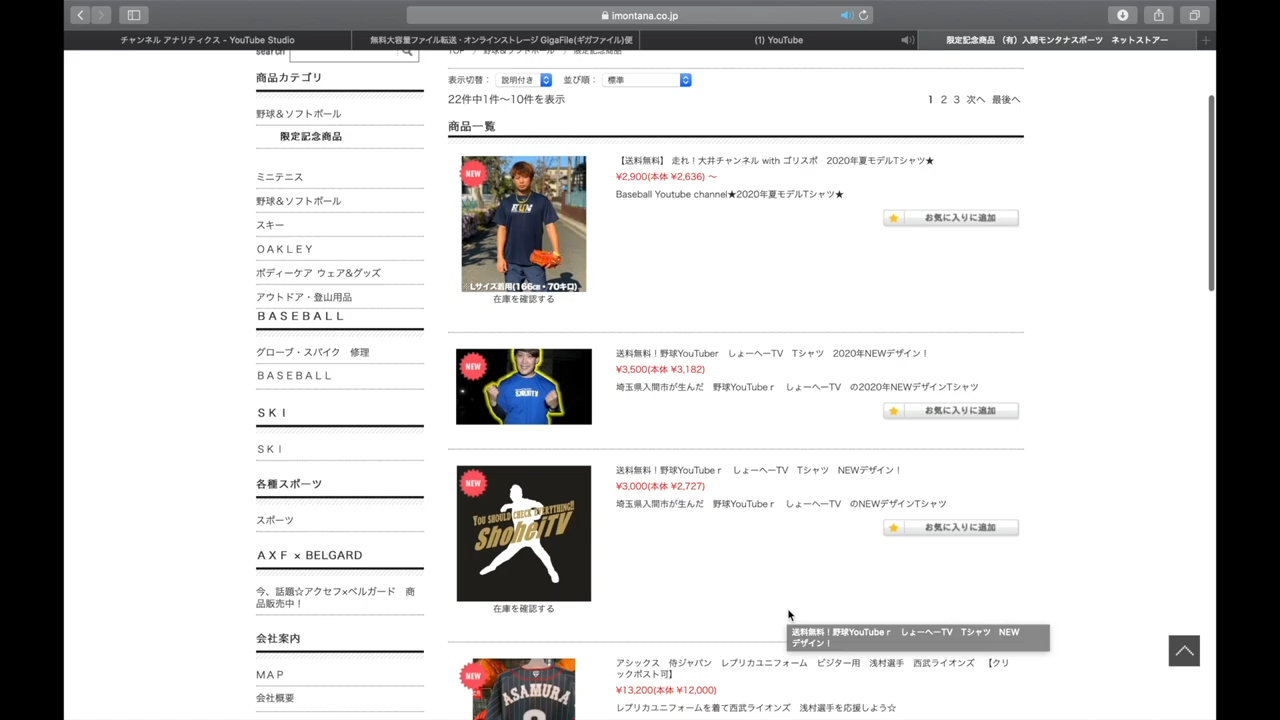 imontana.co.jp
チャンネル アナリティクス - YouTube Studio
無料大容量ファイル転送・オンラインストレージ GigaFile(ギガファイル)便
(1) YouTube
限定記念商品 (有)入間モンタナスポーツ ネットストアー
search
TOP > 野球&ソフトボール > 限定記念商品
商品カテゴリ
野球&ソフトボール
限定記念商品
ミニテニス
野球&ソフトボール
スキー
OAKLEY
ボディーケア ウェア&グッズ
アウトドア・登山用品
BASEBALL
グローブ・スパイク 修理
BASEBALL
SKI
SKI
各種スポーツ
スポーツ
AXF × BELGARD
今、話題☆アクセフ×ベルガード 商
品販売中！
会社案内
MAP
会社概要
表示切替： 説明付き 並び順： 標準
22件中1件～10件を表示
1 2 3 次へ 最後へ
商品一覧
NEW
RUN
Lサイズ着用(166㎝・70キロ)
在庫を確認する
【送料無料】 走れ！大井チャンネル with ゴリスポ 2020年夏モデルTシャツ★
¥2,900(本体 ¥2,636) ～
Baseball Youtube channel★2020年夏モデルTシャツ★
お気に入りに追加
NEW
送料無料！野球YouTuber しょーへーTV Tシャツ 2020年NEWデザイン！
¥3,500(本体 ¥3,182)
埼玉県入間市が生んだ 野球YouTubeｒ しょーへーTV の2020年NEWデザインTシャツ
お気に入りに追加
NEW
YOU SHOULD CHECK EVERYTHING!!
ShoheiTV
在庫を確認する
送料無料！野球YouTubeｒ しょーへーTV Tシャツ NEWデザイン！
¥3,000(本体 ¥2,727)
埼玉県入間市が生んだ 野球YouTubeｒ しょーへーTV のNEWデザインTシャツ
お気に入りに追加
送料無料！野球YouTubeｒ しょーへーTV Tシャツ NEW
デザイン！
NEW
ASAMURA
アシックス 侍ジャパン レプリカユニフォーム ビジター用 浅村選手 西武ライオンズ 【クリ
ックポスト可】
¥13,200(本体 ¥12,000)
レプリカユニフォームを着て西武ライオンズ 浅村選手を応援しよう☆